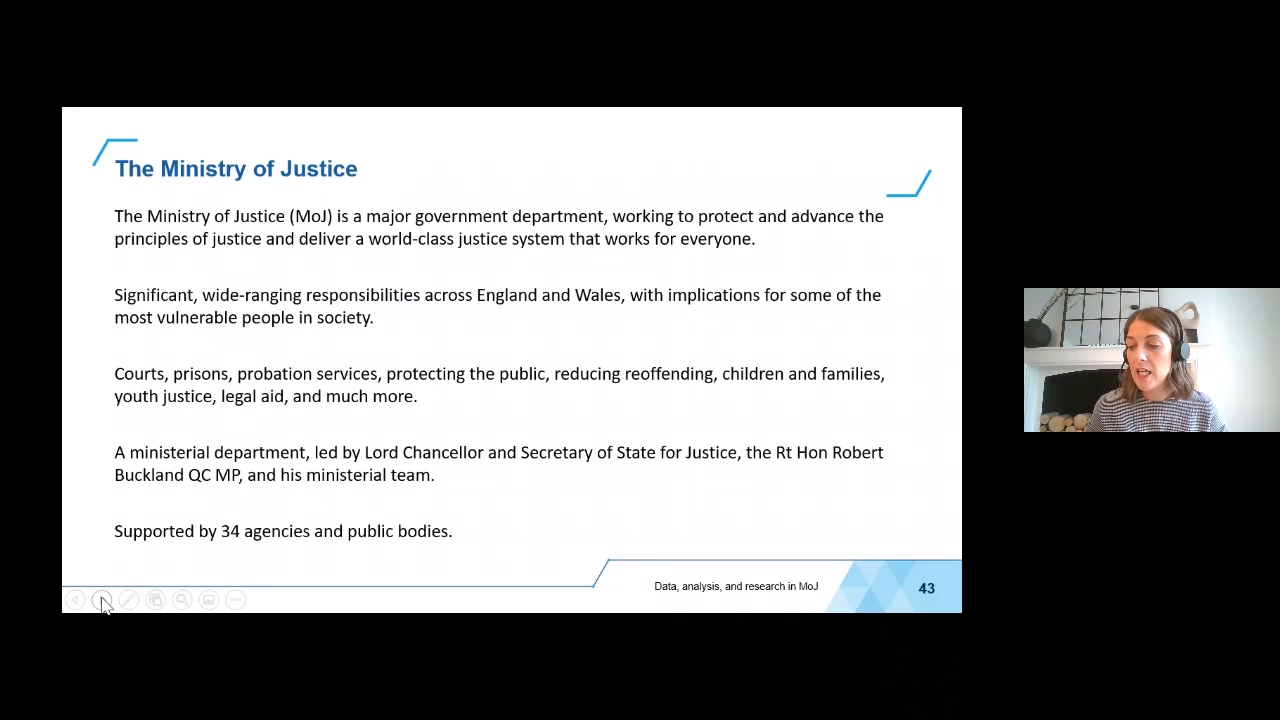 The Ministry of Justice
The Ministry of Justice (MoJ) is a major government department, working to protect and advance the
principles of justice and deliver a world-class justice system that works for everyone.
Significant, wide-ranging responsibilities across England and Wales, with implications for some of the
most vulnerable people in society.
Courts, prisons, probation services, protecting the public, reducing reoffending, children and families,
youth justice, legal aid, and much more.
A ministerial department, led by Lord Chancellor and Secretary of State for Justice, the Rt Hon Robert
Buckland QC MP, and his ministerial team.
Supported by 34 agencies and public bodies.
Data, analysis, and research in MoJ
43